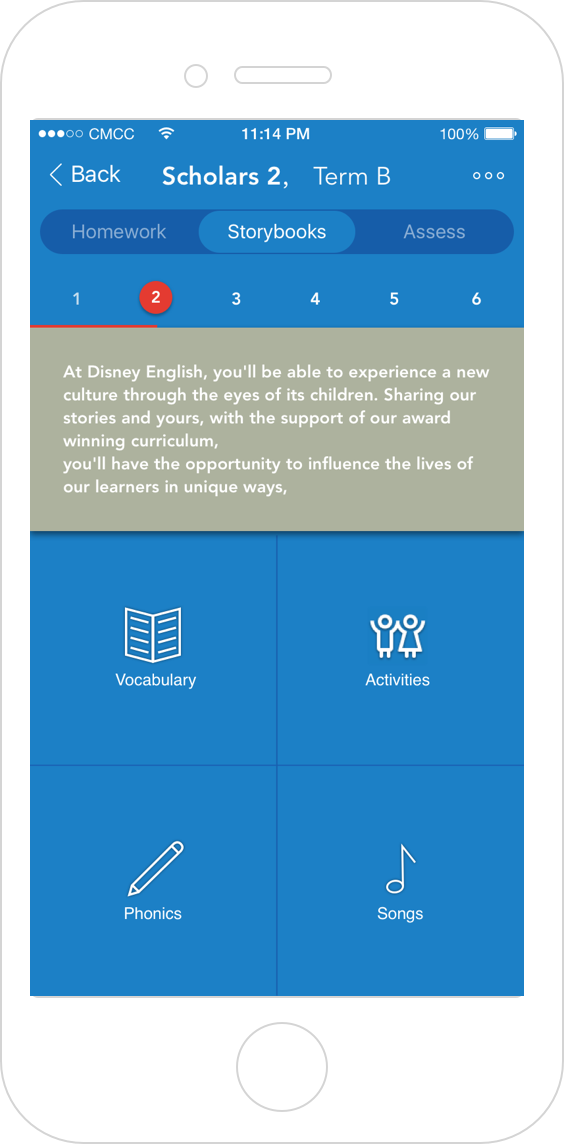 CMCC 11:14 PM 100%
Back Scholars 2, Term B
Homework Storybooks Assess
1 2 3 4 5 6
At Disney English, you'll be able to experience a new
culture through the eyes of its children. Sharing our
stories and yours, with the support of our award
winning curriculum,
you'll have the opportunity to influence the lives of
our learners in unique ways,
Vocabulary Activities
Phonics Songs